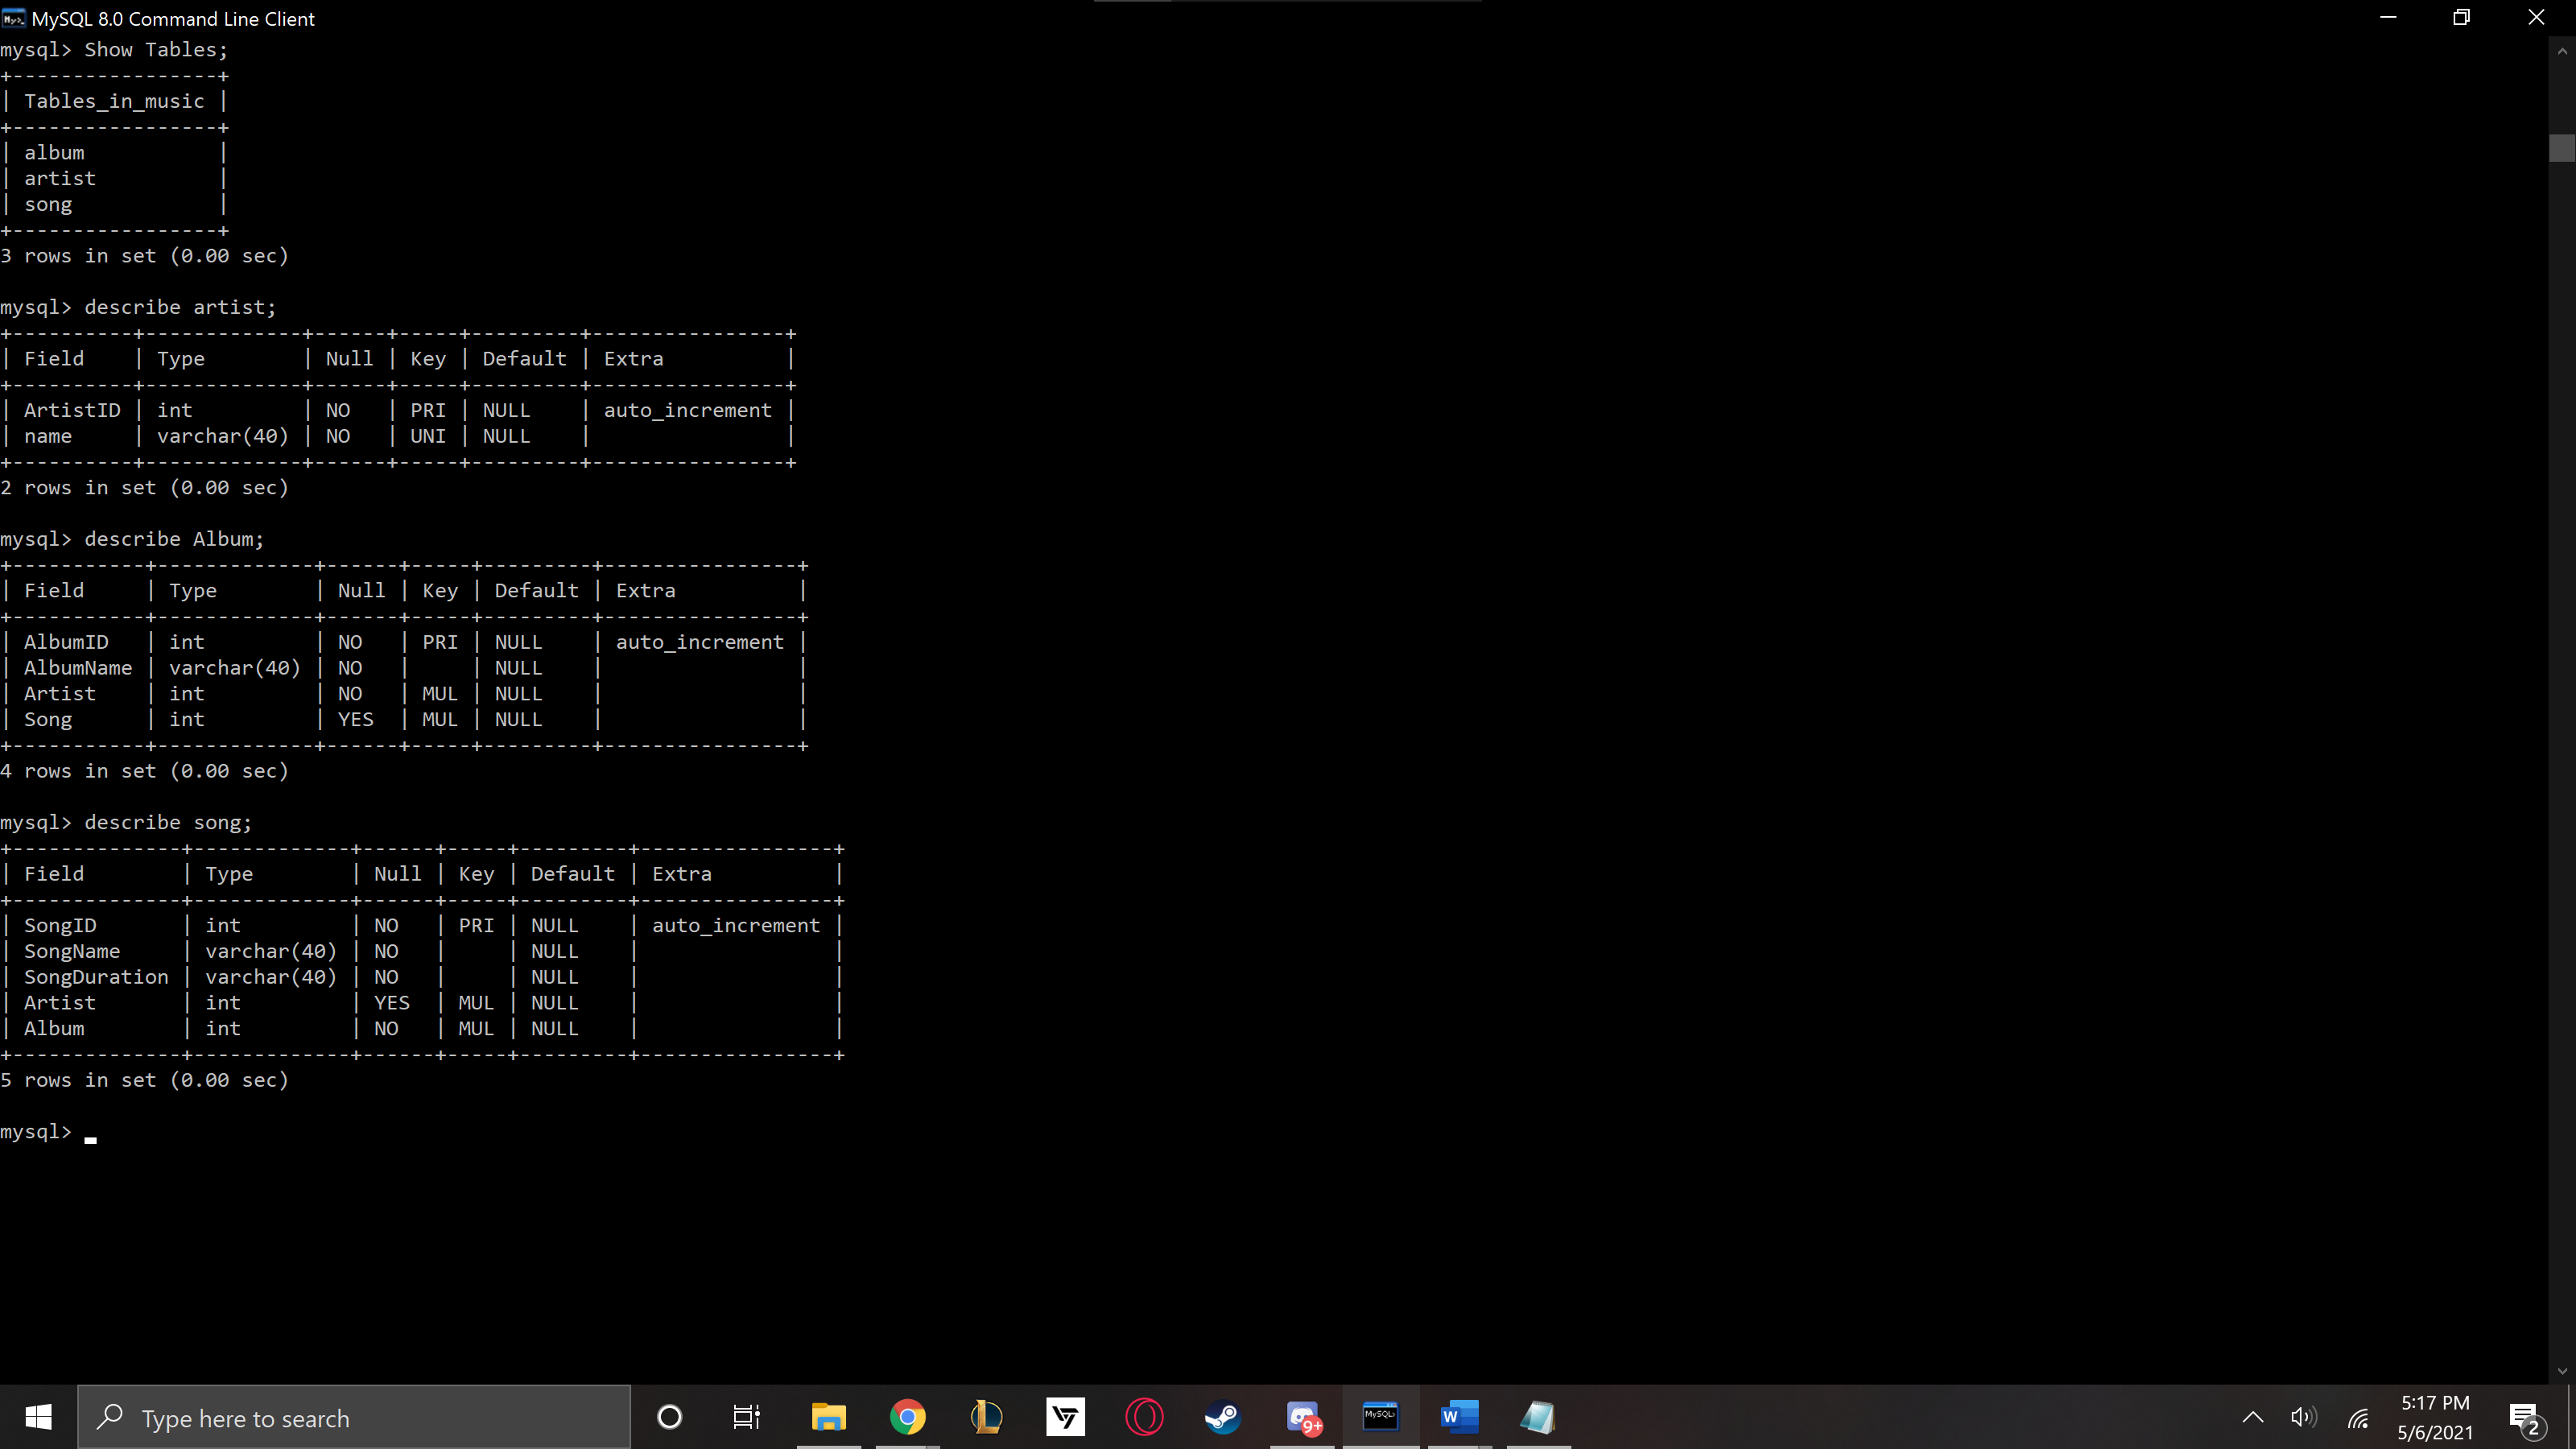 MySQL 8.0 Command Line Client
mysql> Show Tables;
+-----------------+
| Tables_in_music |
+-----------------+
| album           |
| artist          |
| song            |
+-----------------+
3 rows in set (0.00 sec)
mysql> describe artist;
+----------+-------------+------+-----+---------+----------------+
| Field    | Type        | Null | Key | Default | Extra          |
+----------+-------------+------+-----+---------+----------------+
| ArtistID | int         | NO   | PRI | NULL    | auto_increment |
| name     | varchar(40) | NO   | UNI | NULL    |                |
+----------+-------------+------+-----+---------+----------------+
2 rows in set (0.00 sec)
mysql> describe Album;
+-----------+-------------+------+-----+---------+----------------+
| Field     | Type        | Null | Key | Default | Extra          |
+-----------+-------------+------+-----+---------+----------------+
| AlbumID   | int         | NO   | PRI | NULL    | auto_increment |
| AlbumName | varchar(40) | NO   |     | NULL    |                |
| Artist    | int         | NO   | MUL | NULL    |                |
| Song      | int         | YES  | MUL | NULL    |                |
+-----------+-------------+------+-----+---------+----------------+
4 rows in set (0.00 sec)
mysql> describe song;
+--------------+-------------+------+-----+---------+----------------+
| Field        | Type        | Null | Key | Default | Extra          |
+--------------+-------------+------+-----+---------+----------------+
| SongID       | int         | NO   | PRI | NULL    | auto_increment |
| SongName     | varchar(40) | NO   |     | NULL    |                |
| SongDuration | varchar(40) | NO   |     | NULL    |                |
| Artist       | int         | YES  | MUL | NULL    |                |
| Album        | int         | NO   | MUL | NULL    |                |
+--------------+-------------+------+-----+---------+----------------+
5 rows in set (0.00 sec)
mysql> _
Type here to search
9+
MySQL>
W
5:17 PM
5/6/2021
2